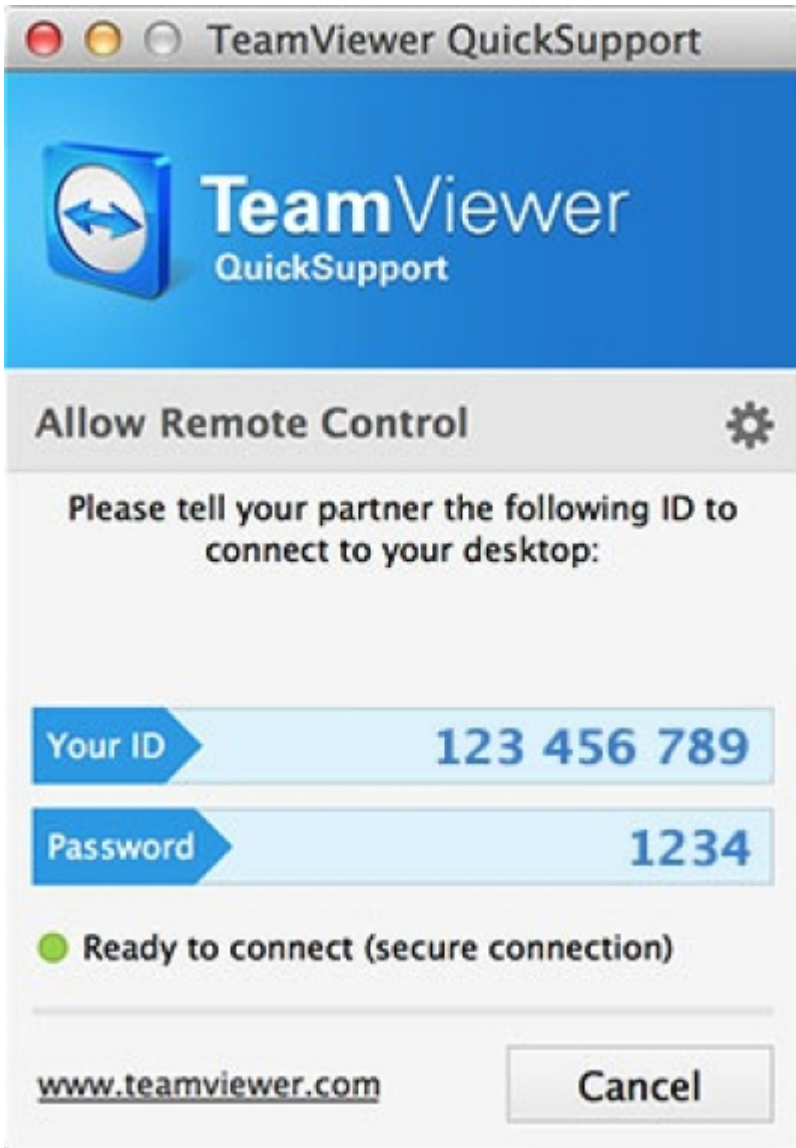 TeamViewer QuickSupport
TeamViewer
QuickSupport
Allow Remote Control
Please tell your partner the following ID to
connect to your desktop:
Your ID 123 456 789
Password 1234
Ready to connect (secure connection)
www.teamviewer.com Cancel